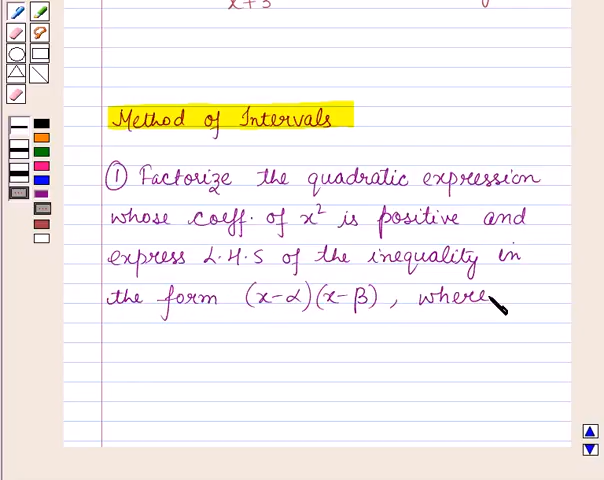 x+3
Method of Intervals
① Factorize the quadratic expression
whose coeff. of x² is positive and
express L.H.S of the inequality in
the form (x-α)(x-β), where